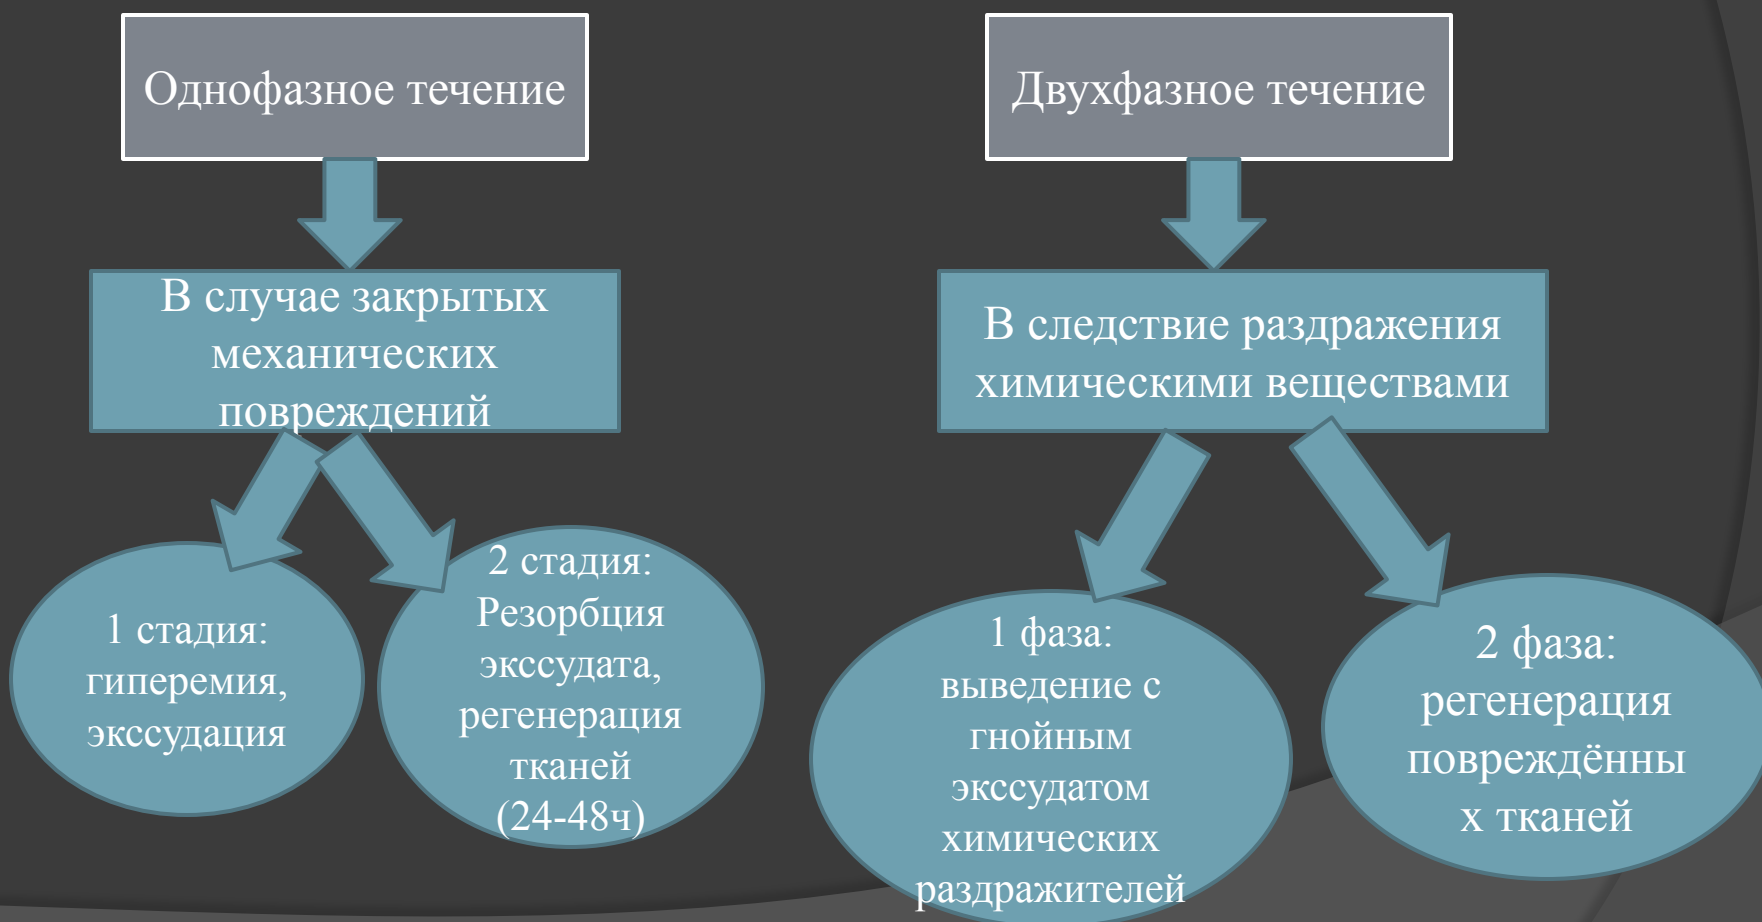 Однофазное течение
Двухфазное течение
В случае закрытых
механических
повреждений
В следствие раздражения
химическими веществами
1 стадия:
гиперемия,
экссудация
2 стадия:
Резорбция
экссудата,
регенерация
тканей
(24-48ч)
1 фаза:
выведение с
гнойным
экссудатом
химических
раздражителей
2 фаза:
регенерация
повреждённы
х тканей